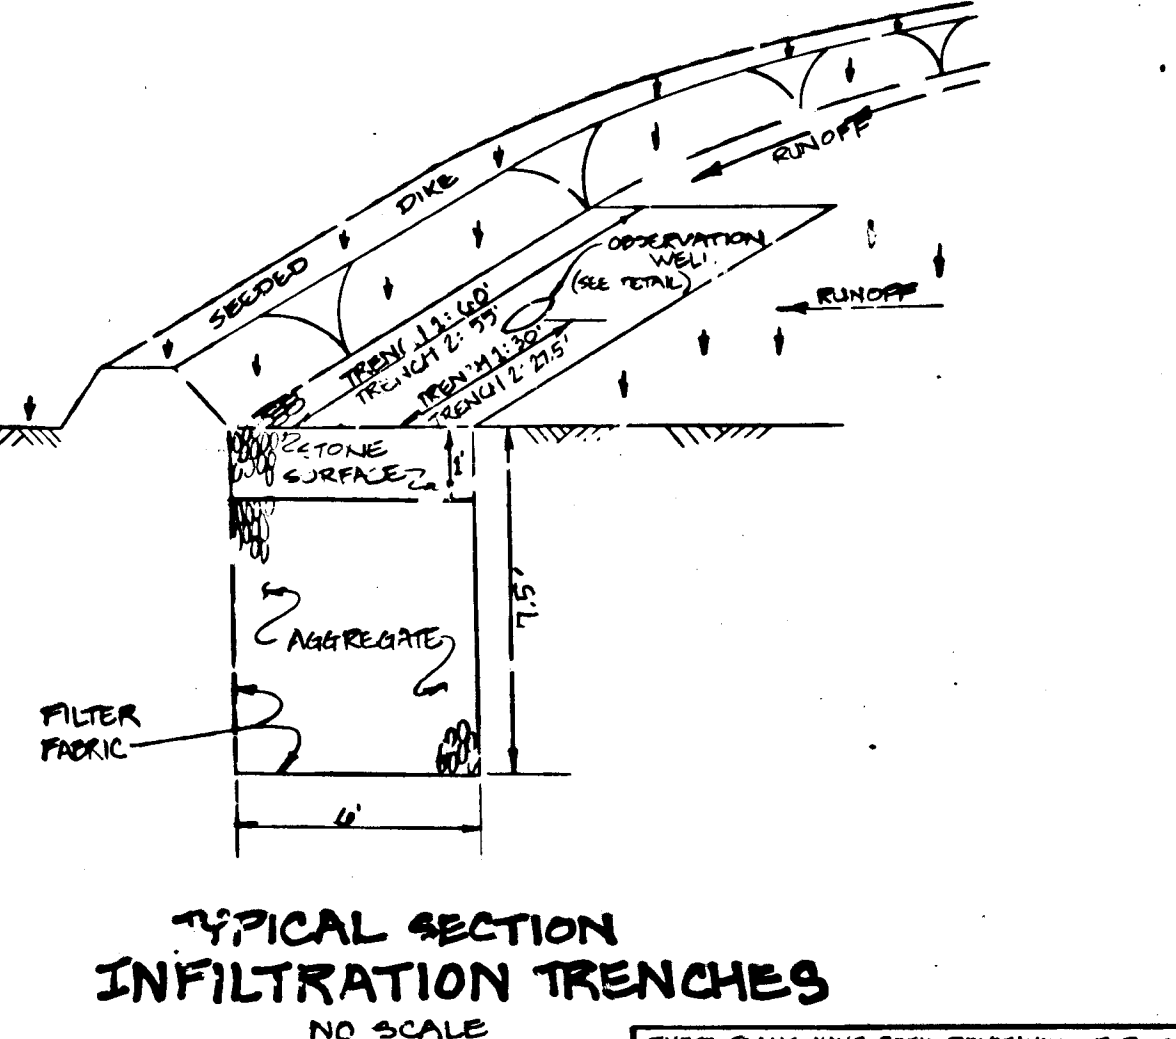 RUNOFF
SEEDED DIKE
OBSERVATION
WELL
(SEE DETAIL)
RUNOFF
TRENCH 1: 60'
TRENCH 2: 55'
TRENCH 1: 30'
TRENCH 2: 27.5'
STONE
SURFACE
1'
7.5'
AGGREGATE
FILTER
FABRIC
6'
TYPICAL SECTION
INFILTRATION TRENCHES
NO SCALE